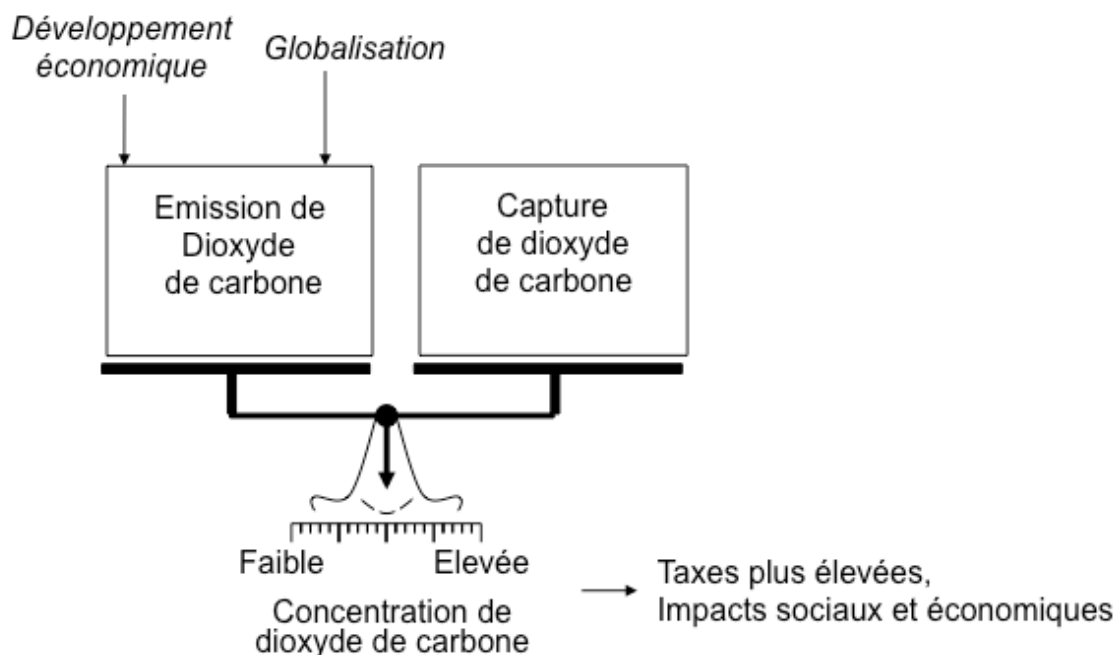 Développement
économique
Globalisation
Emission de
Dioxyde
de carbone
Capture
de dioxyde
de carbone
Faible
Elevée
Concentration de
dioxyde de carbone
Taxes plus élevées,
Impacts sociaux et économiques